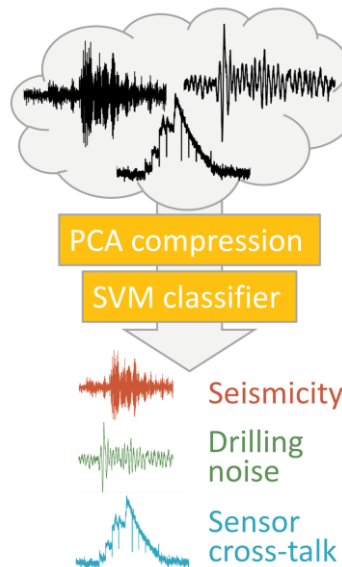 PCA compression
SVM classifier
Seismicity
Drilling
noise
Sensor
cross-talk